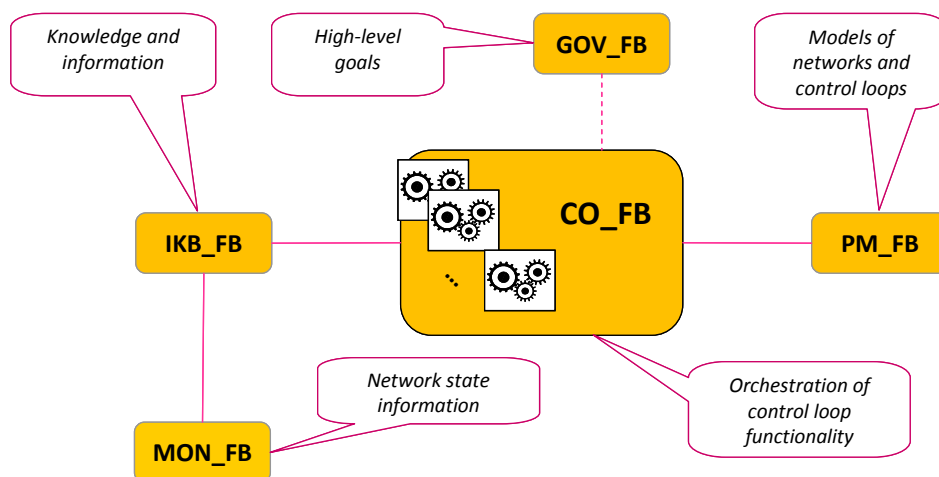 Knowledge and
information
High-level
goals
GOV_FB
Models of
networks and
control loops
CO_FB
IKB_FB
PM_FB
...
Network state
information
Orchestration of
control loop
functionality
MON_FB